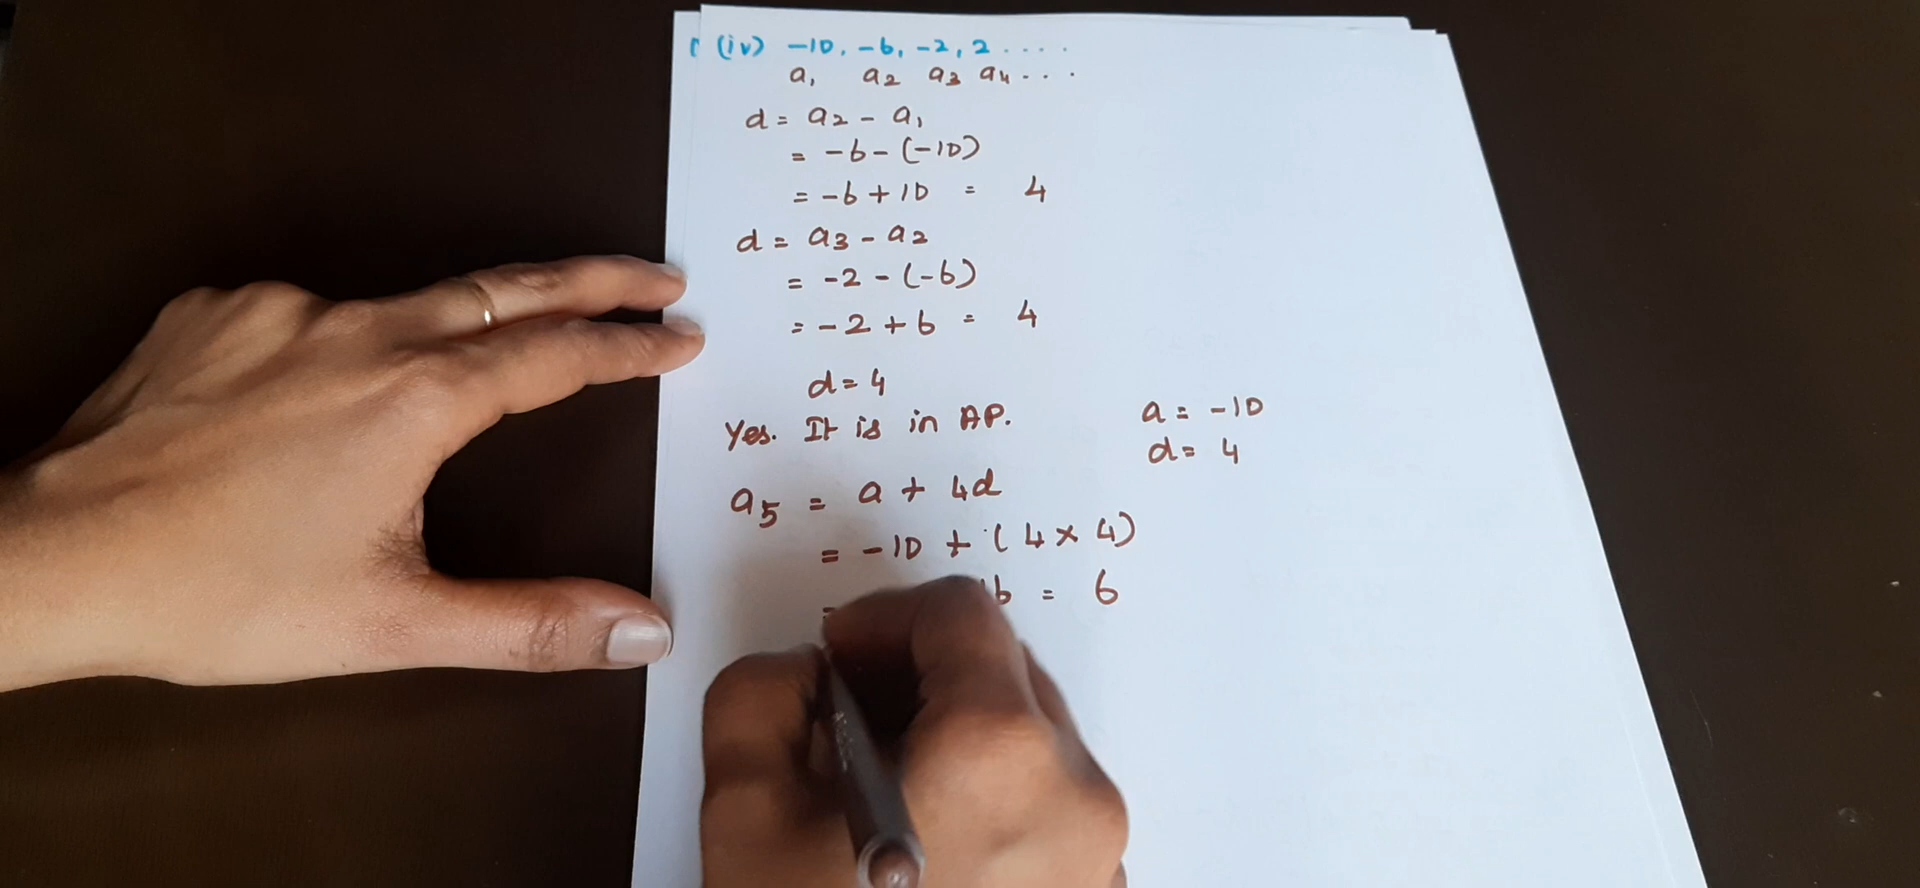 (iv) -10, -6, -2, 2 ....
a₁ a₂ a₃ a₄ ...
d = a₂ - a₁
= -6 - (-10)
= -6 + 10 = 4
d = a₃ - a₂
= -2 - (-6)
= -2 + 6 = 4
d = 4
Yes. It is in AP.
a = -10
d = 4
a₅ = a + 4d
= -10 + (4 × 4)
= 6 = 6